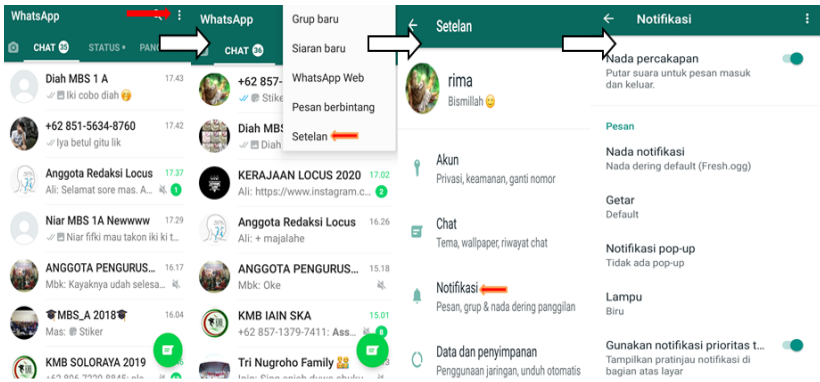 WhatsApp
CHAT 35 STATUS PAN
Diah MBS 1 A 17.43
Iki cobo diah
+62 851-5634-8760 17.42
Iya betul gitu lik
Anggota Redaksi Locus 17.37
Ali: Selamat sore mas. A... 1
Niar MBS 1A Newwww 17.29
Niar fifki mau takon iki ki t...
ANGGOTA PENGURUS... 16.17
Mbk: Kayaknya udah selesa...
🎓MBS_A 2018🎓 16.04
Mas: Stiker
KMB SOLORAYA 2019
WhatsApp
CHAT 36
+62 857-
Stike
Diah MBS
Diah
KERAJAAN LOCUS 2020 17.02
Ali: https://www.instagram.c... 2
Anggota Redaksi Locus 16.26
Ali: + majalahe
ANGGOTA PENGURUS... 15.18
Mbk: Oke
KMB IAIN SKA 15.01
+62 857-1379-7411: Ass..
Tri Nugroho Family
Grup baru
Siaran baru
WhatsApp Web
Pesan berbintang
Setelan
Setelan
rima
Bismillah 😊
Akun
Privasi, keamanan, ganti nomor
Chat
Tema, wallpaper, riwayat chat
Notifikasi
Pesan, grup & nada dering panggilan
Data dan penyimpanan
Penggunaan jaringan, unduh otomatis
Notifikasi
Nada percakapan
Putar suara untuk pesan masuk
dan keluar.
Pesan
Nada notifikasi
Nada dering default (Fresh.ogg)
Getar
Default
Notifikasi pop-up
Tidak ada pop-up
Lampu
Biru
Gunakan notifikasi prioritas t...
Tampilkan pratinjau notifikasi di
bagian atas layar